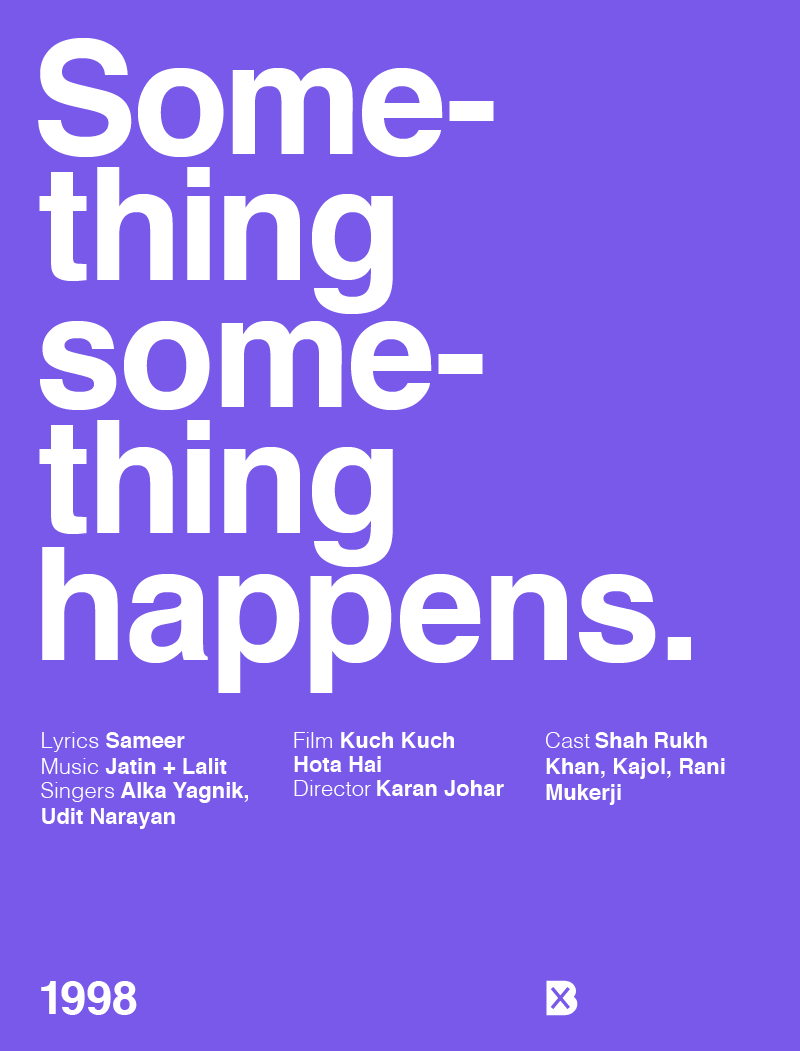 Some-
thing
some-
thing
happens.
Lyrics Sameer
Music Jatin + Lalit
Singers Alka Yagnik,
Udit Narayan
Film Kuch Kuch
Hota Hai
Director Karan Johar
Cast Shah Rukh
Khan, Kajol, Rani
Mukerji
1998
BX